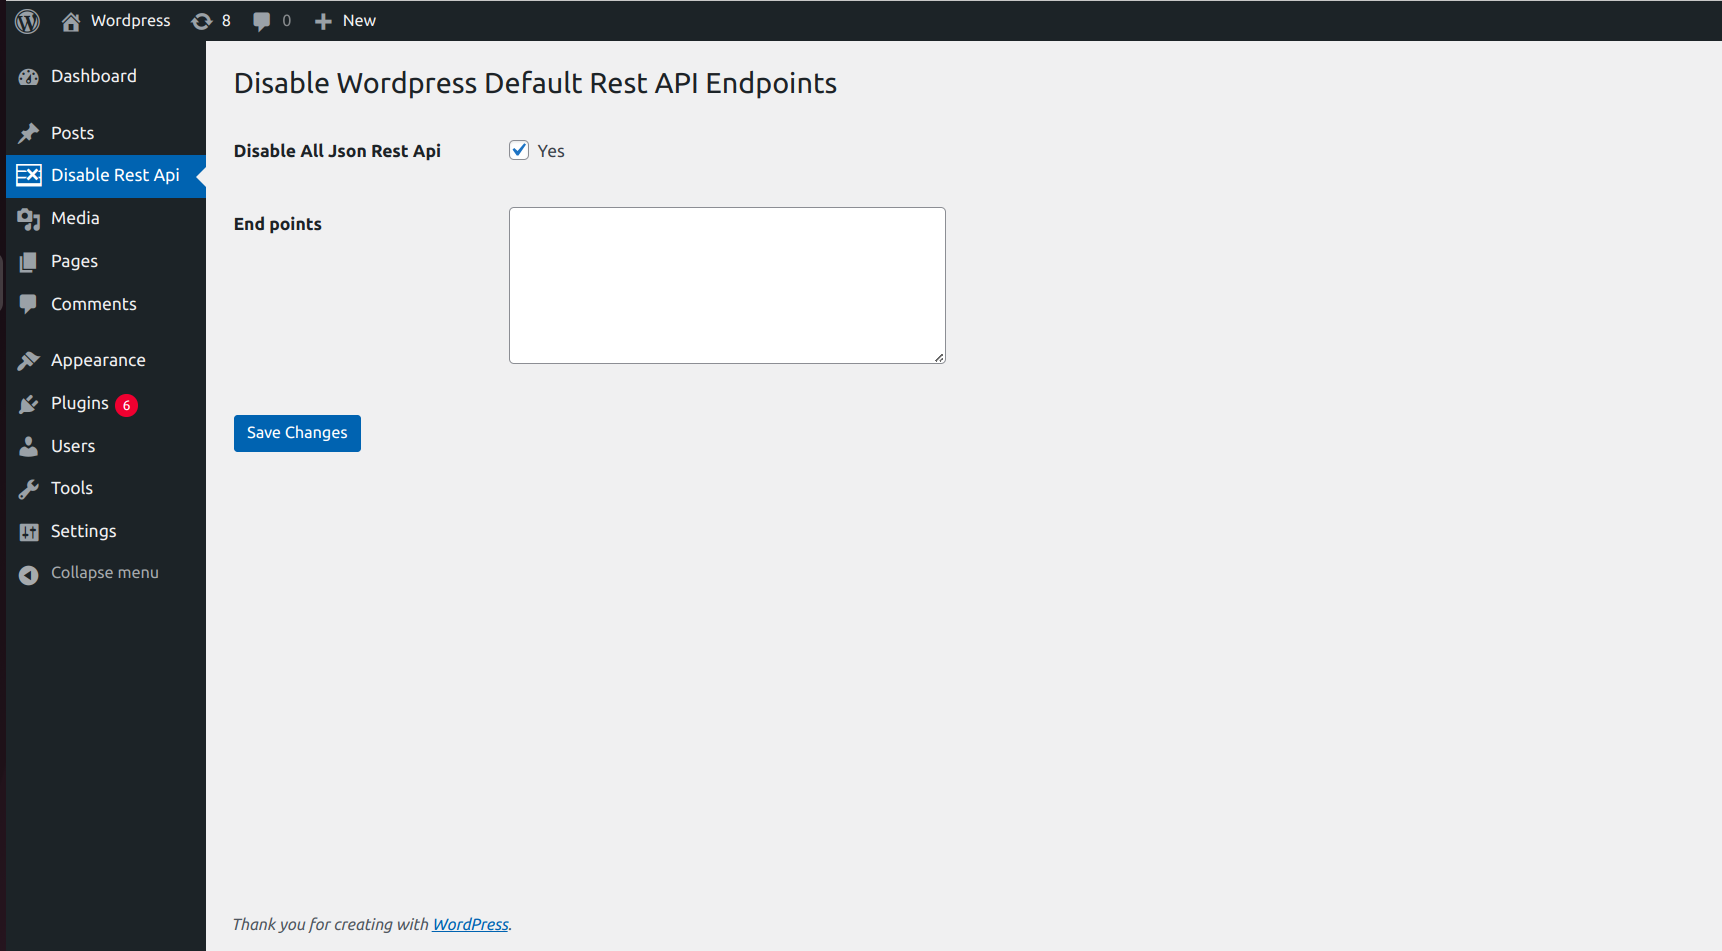 Wordpress 8 0 New
Dashboard
Posts
Disable Rest Api
Media
Pages
Comments
Appearance
Plugins 6
Users
Tools
Settings
Collapse menu
Disable Wordpress Default Rest API Endpoints
Disable All Json Rest Api Yes
End points
Save Changes
Thank you for creating with WordPress.